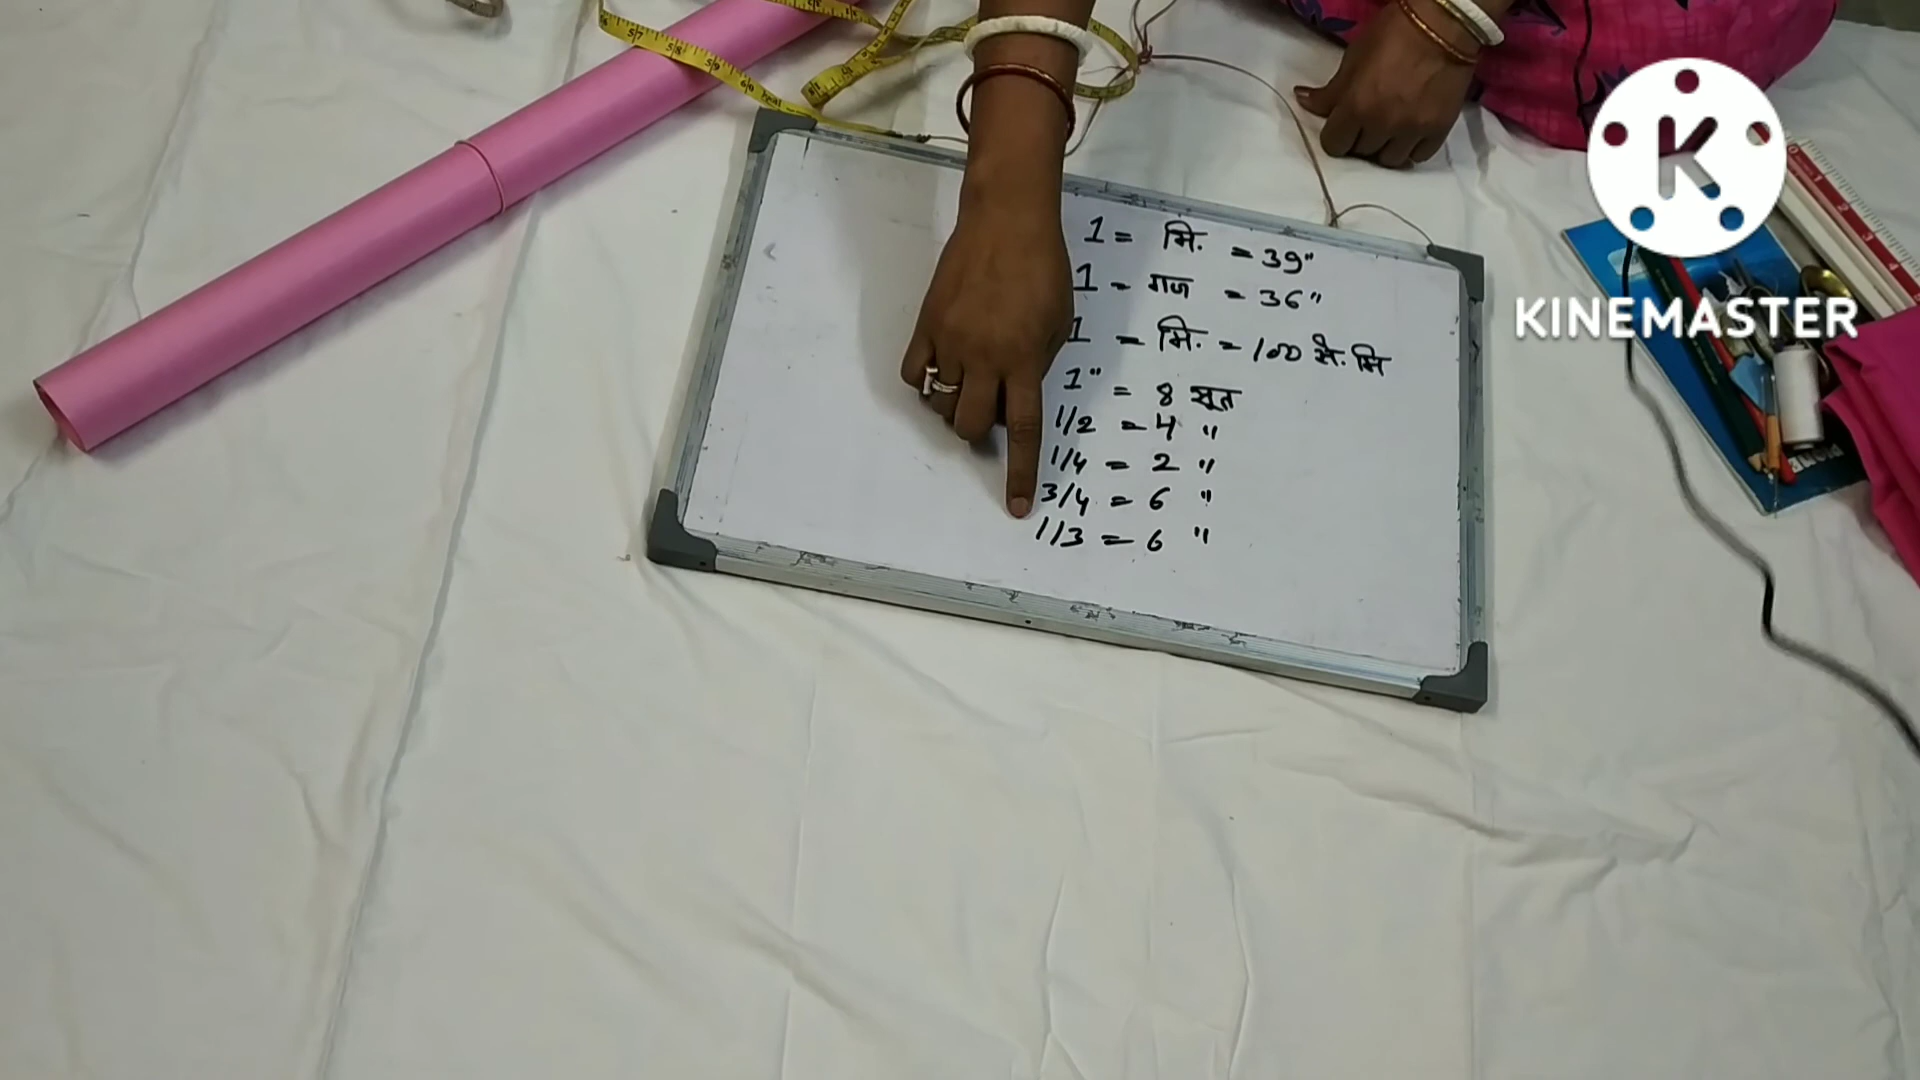 1 = मि. = 39"
1 = गज = 36"
1 = मि. = 100 से. मि
1" = 8 सूत
1/2 = 4 "
1/4 = 2 "
3/4 = 6 "
1/3 = 6 "
KINEMASTER